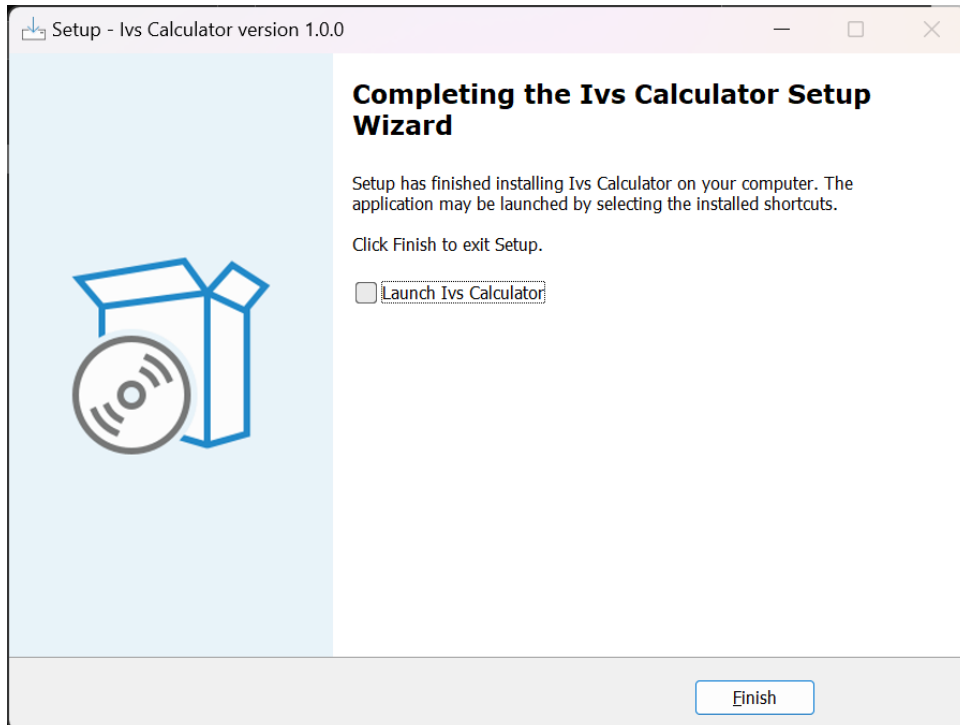 Setup - Ivs Calculator version 1.0.0
Completing the Ivs Calculator Setup
Wizard
Setup has finished installing Ivs Calculator on your computer. The
application may be launched by selecting the installed shortcuts.
Click Finish to exit Setup.
Launch Ivs Calculator
Finish